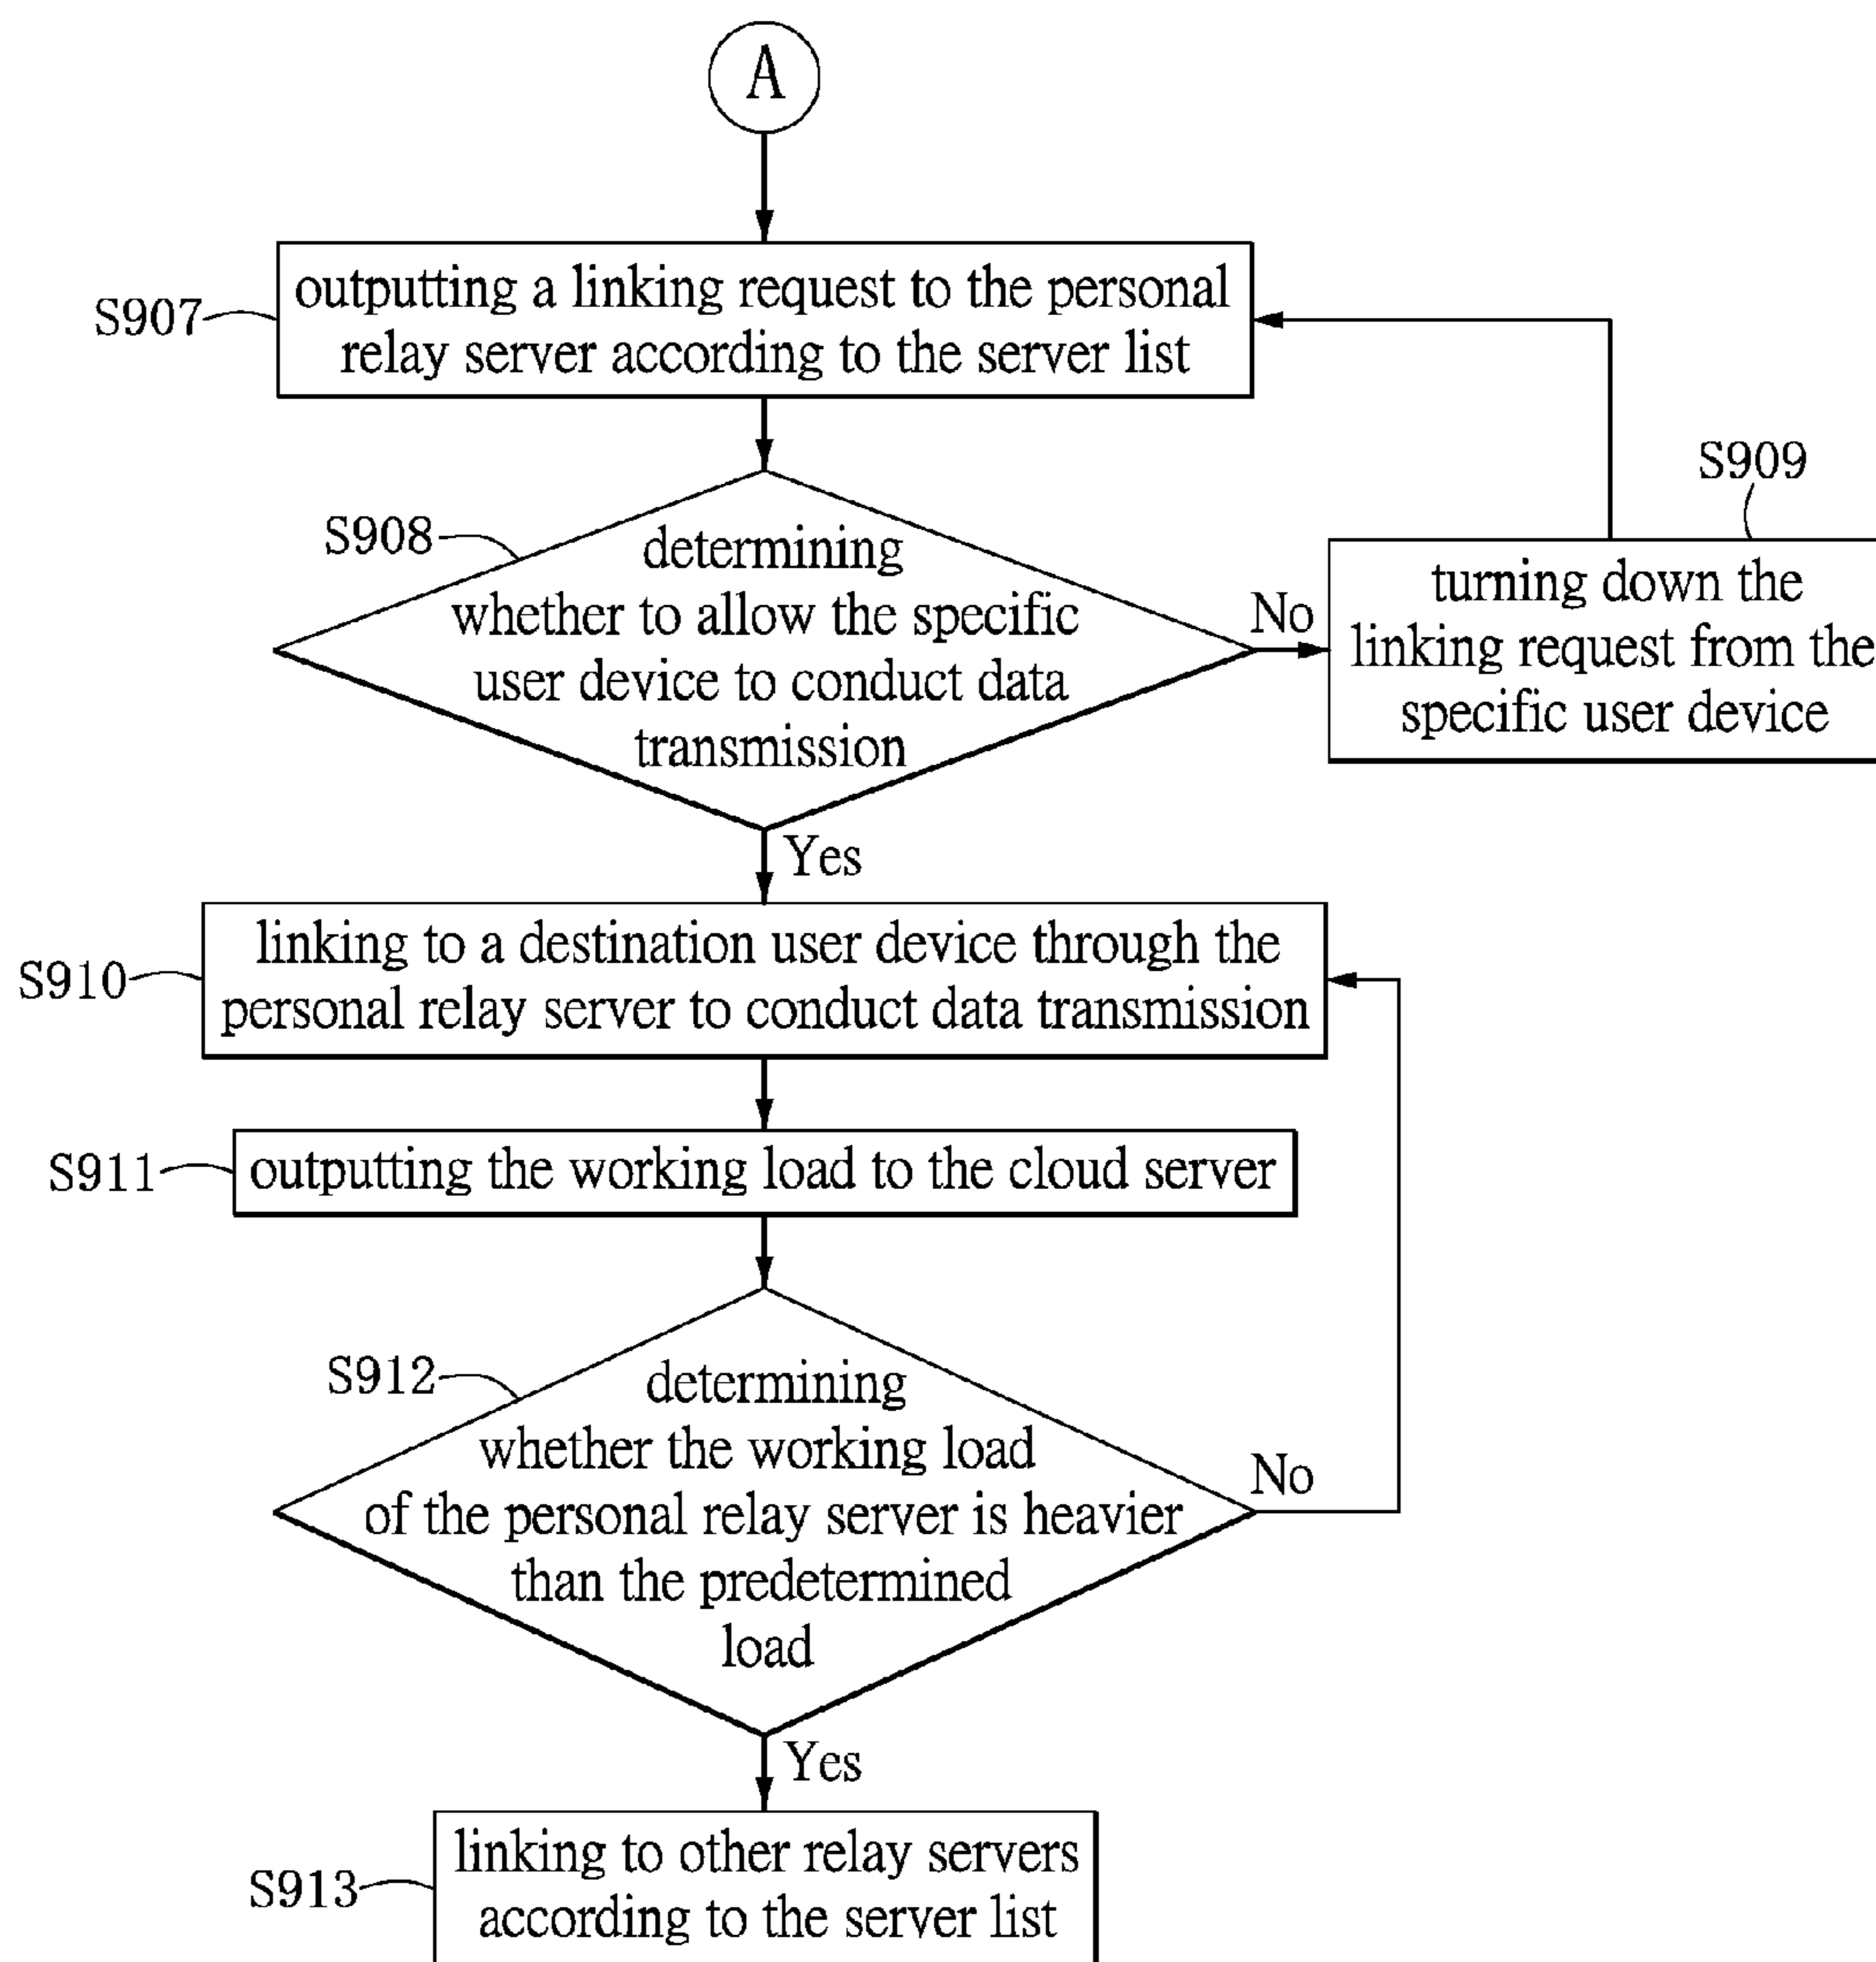 A
S907
outputting a linking request to the personal
relay server according to the server list
S908
determining
whether to allow the specific
user device to conduct data
transmission
No
S909
turning down the
linking request from the
specific user device
Yes
S910
linking to a destination user device through the
personal relay server to conduct data transmission
S911
outputting the working load to the cloud server
S912
determining
whether the working load
of the personal relay server is heavier
than the predetermined
load
No
Yes
S913
linking to other relay servers
according to the server list